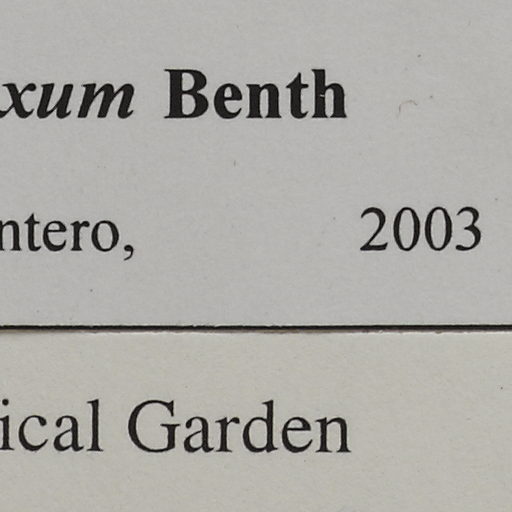 xum Benth
ntero, 2003
ical Garden